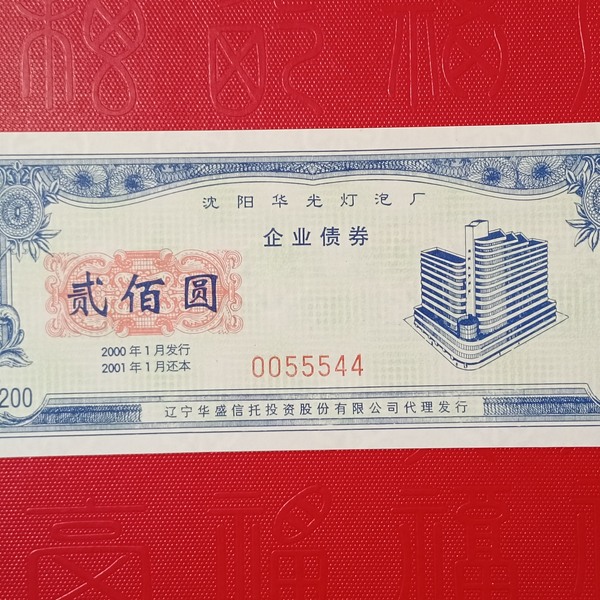 沈阳华光灯泡厂
企业债券
贰佰圆
2000年1月发行
2001年1月还本
0055544
200
辽宁华盛信托投资股份有限公司代理发行